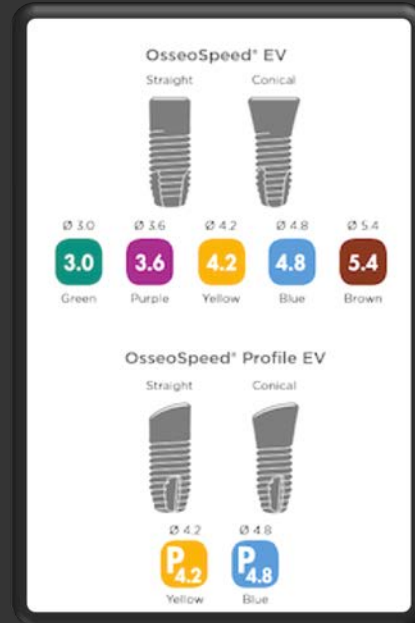 OsseoSpeed® EV
Straight Conical
Ø 3.0 Ø 3.6 Ø 4.2 Ø 4.8 Ø 5.4
3.0 3.6 4.2 4.8 5.4
Green Purple Yellow Blue Brown
OsseoSpeed® Profile EV
Straight Conical
Ø 4.2 Ø 4.8
P4.2 P4.8
Yellow Blue